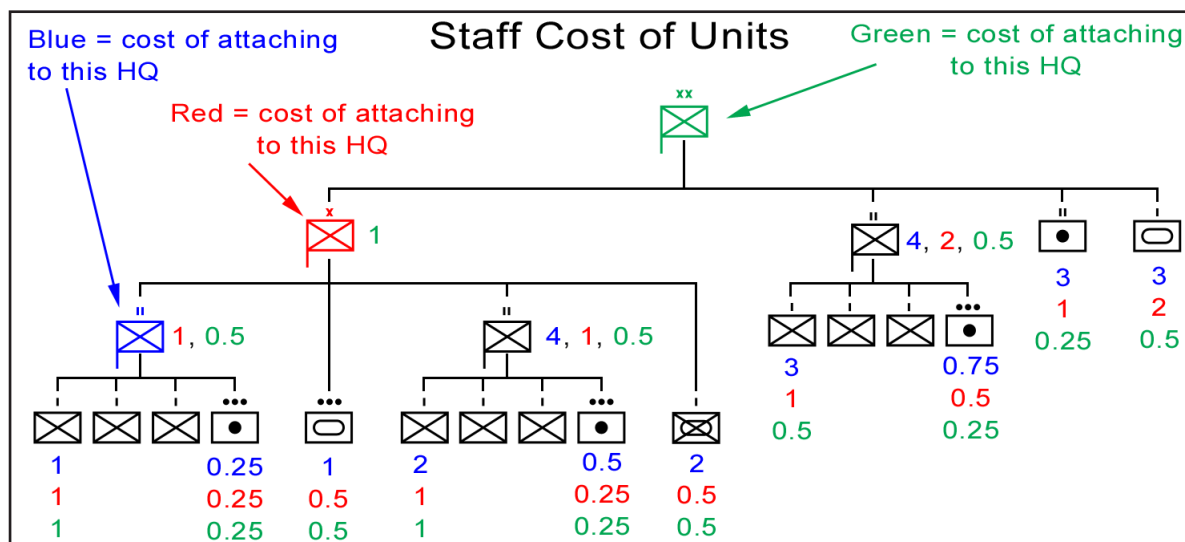 Staff Cost of Units
Blue = cost of attaching
to this HQ
Green = cost of attaching
to this HQ
Red = cost of attaching
to this HQ
xx
x
1
II
4, 2, 0.5
II
3
1
0.25
I
3
2
0.5
II
1, 0.5
II
4, 1, 0.5
3
1
0.5
0.75
0.5
0.25
1
1
1
0.25
0.25
0.25
1
0.5
0.5
2
1
1
0.5
0.25
0.25
2
0.5
0.5